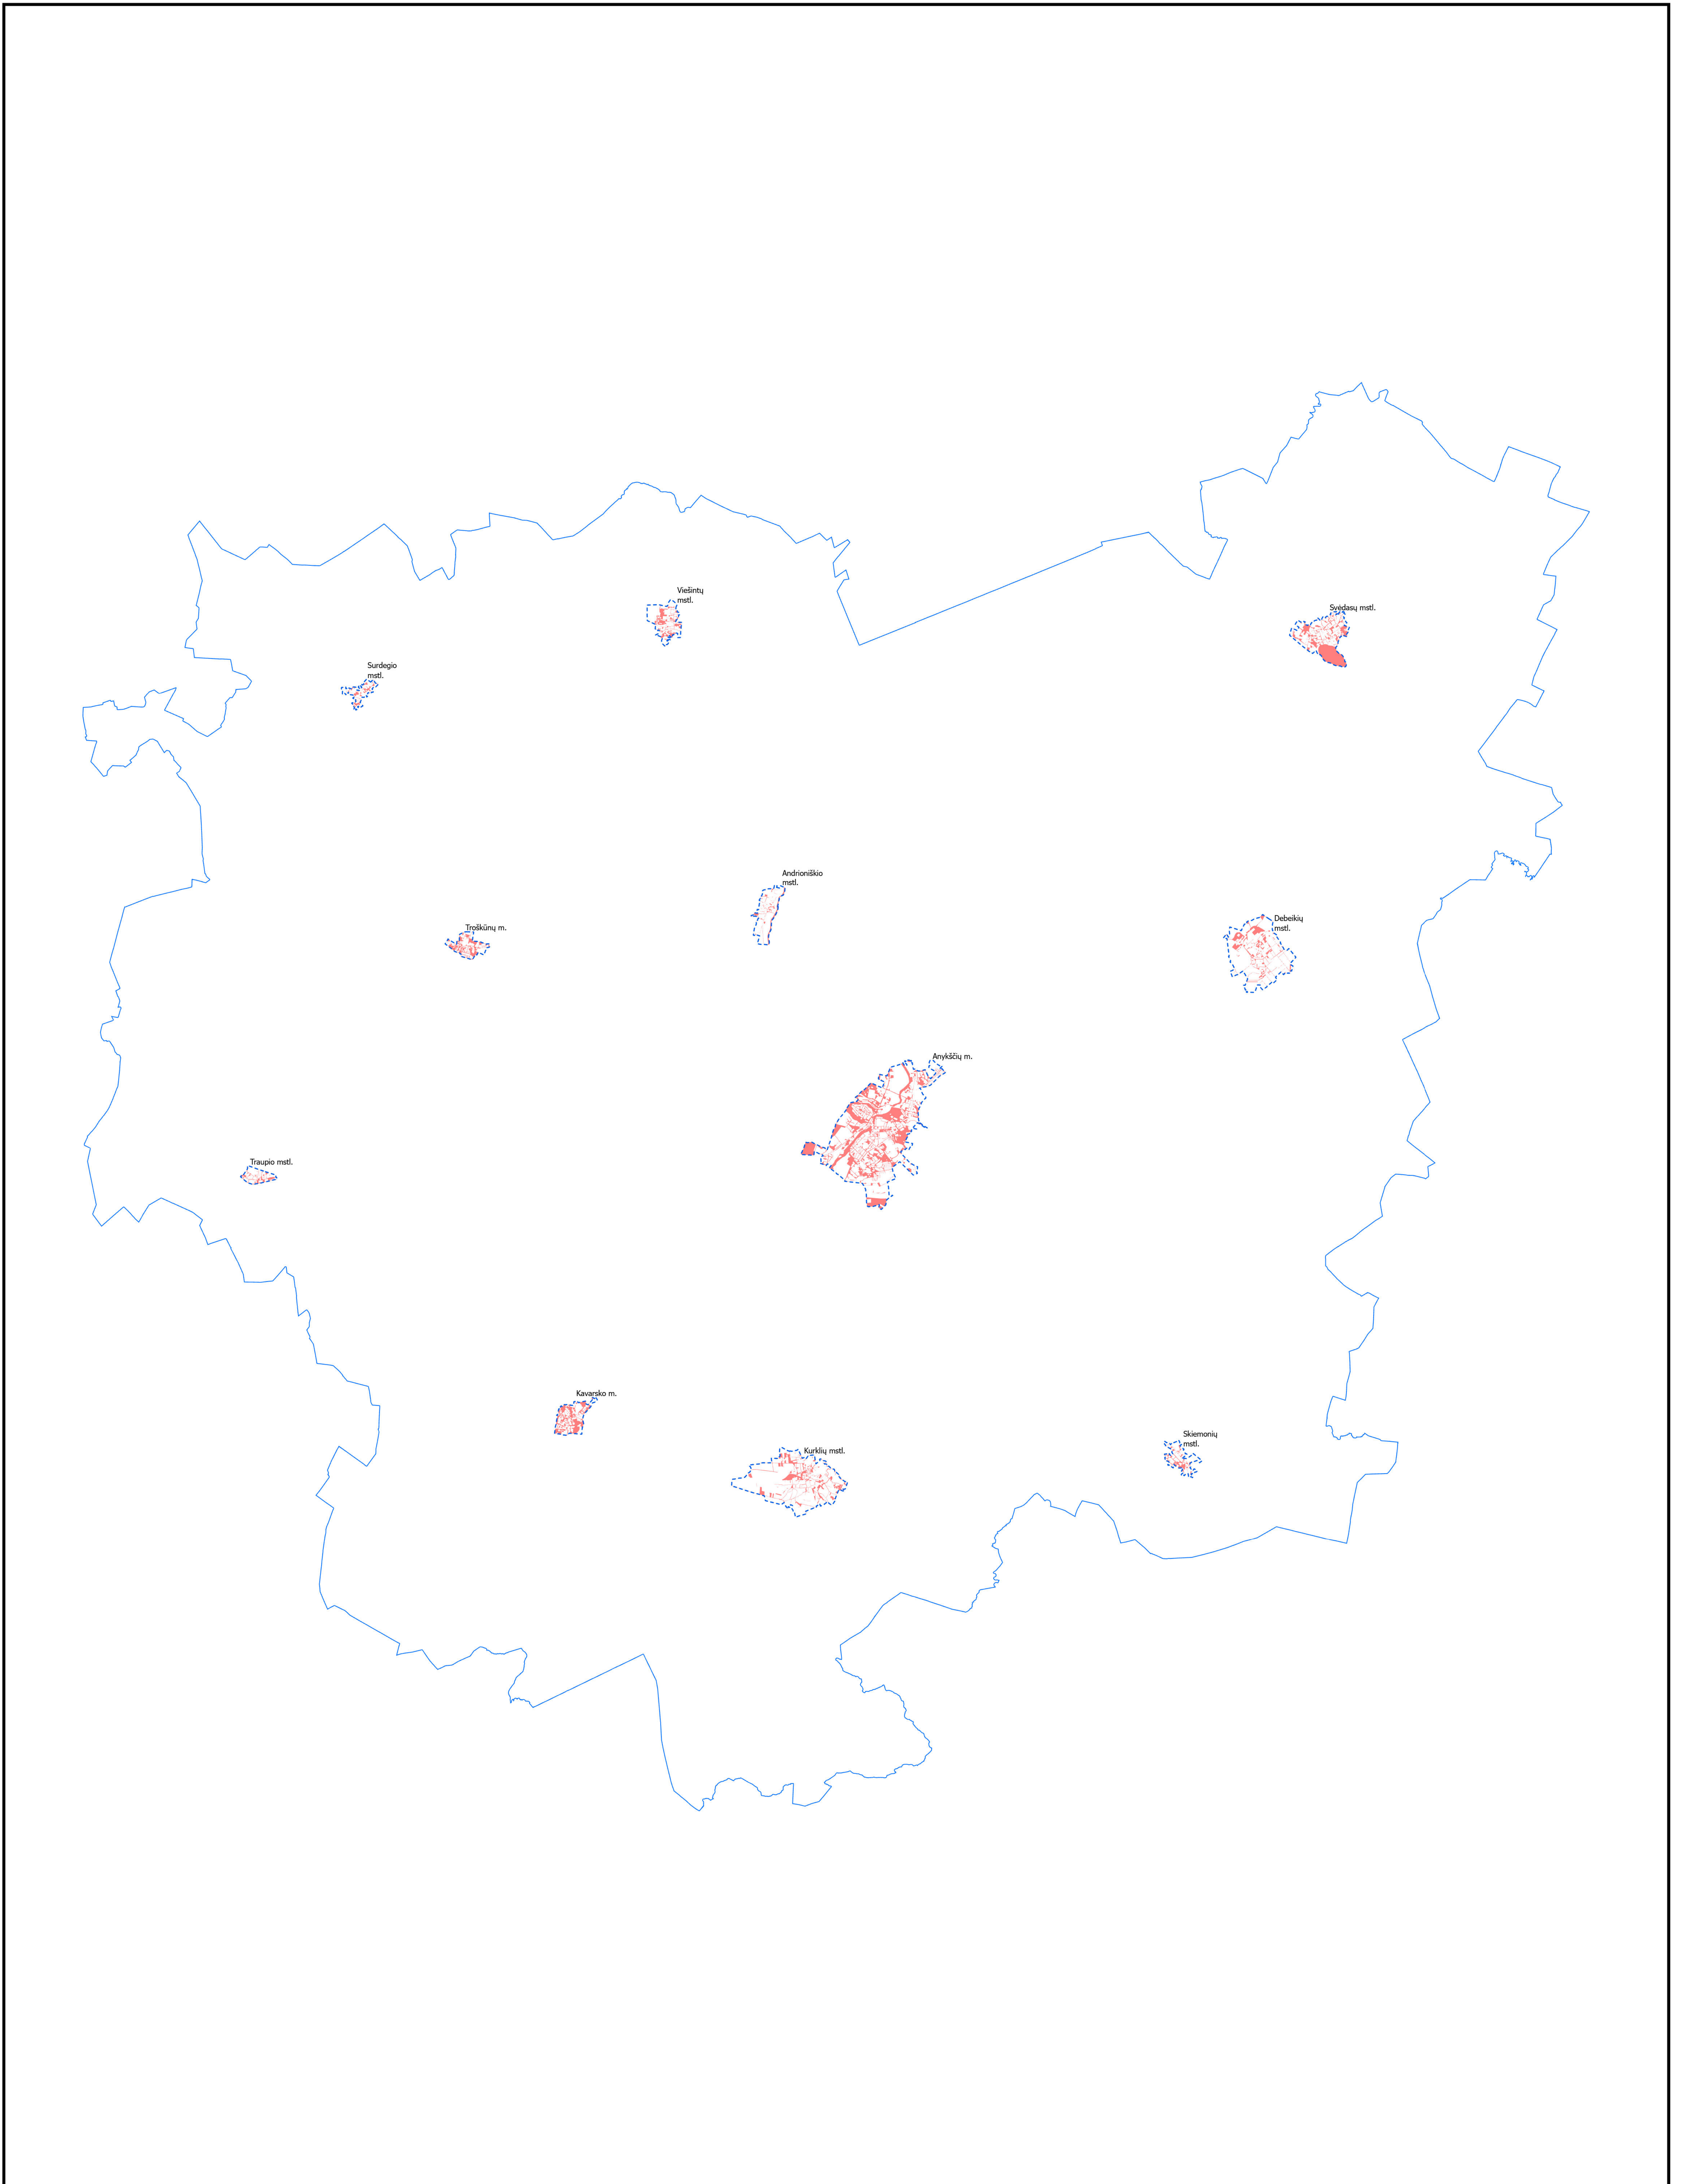 Viešintų
mstl.
Svėdasų mstl.
Surdegio
mstl.
Andrioniškio
mstl.
Troškūnų m.
Debeikių
mstl.
Anykščių m.
Traupio mstl.
Kavarsko m.
Kurklių mstl.
Skiemonių
mstl.